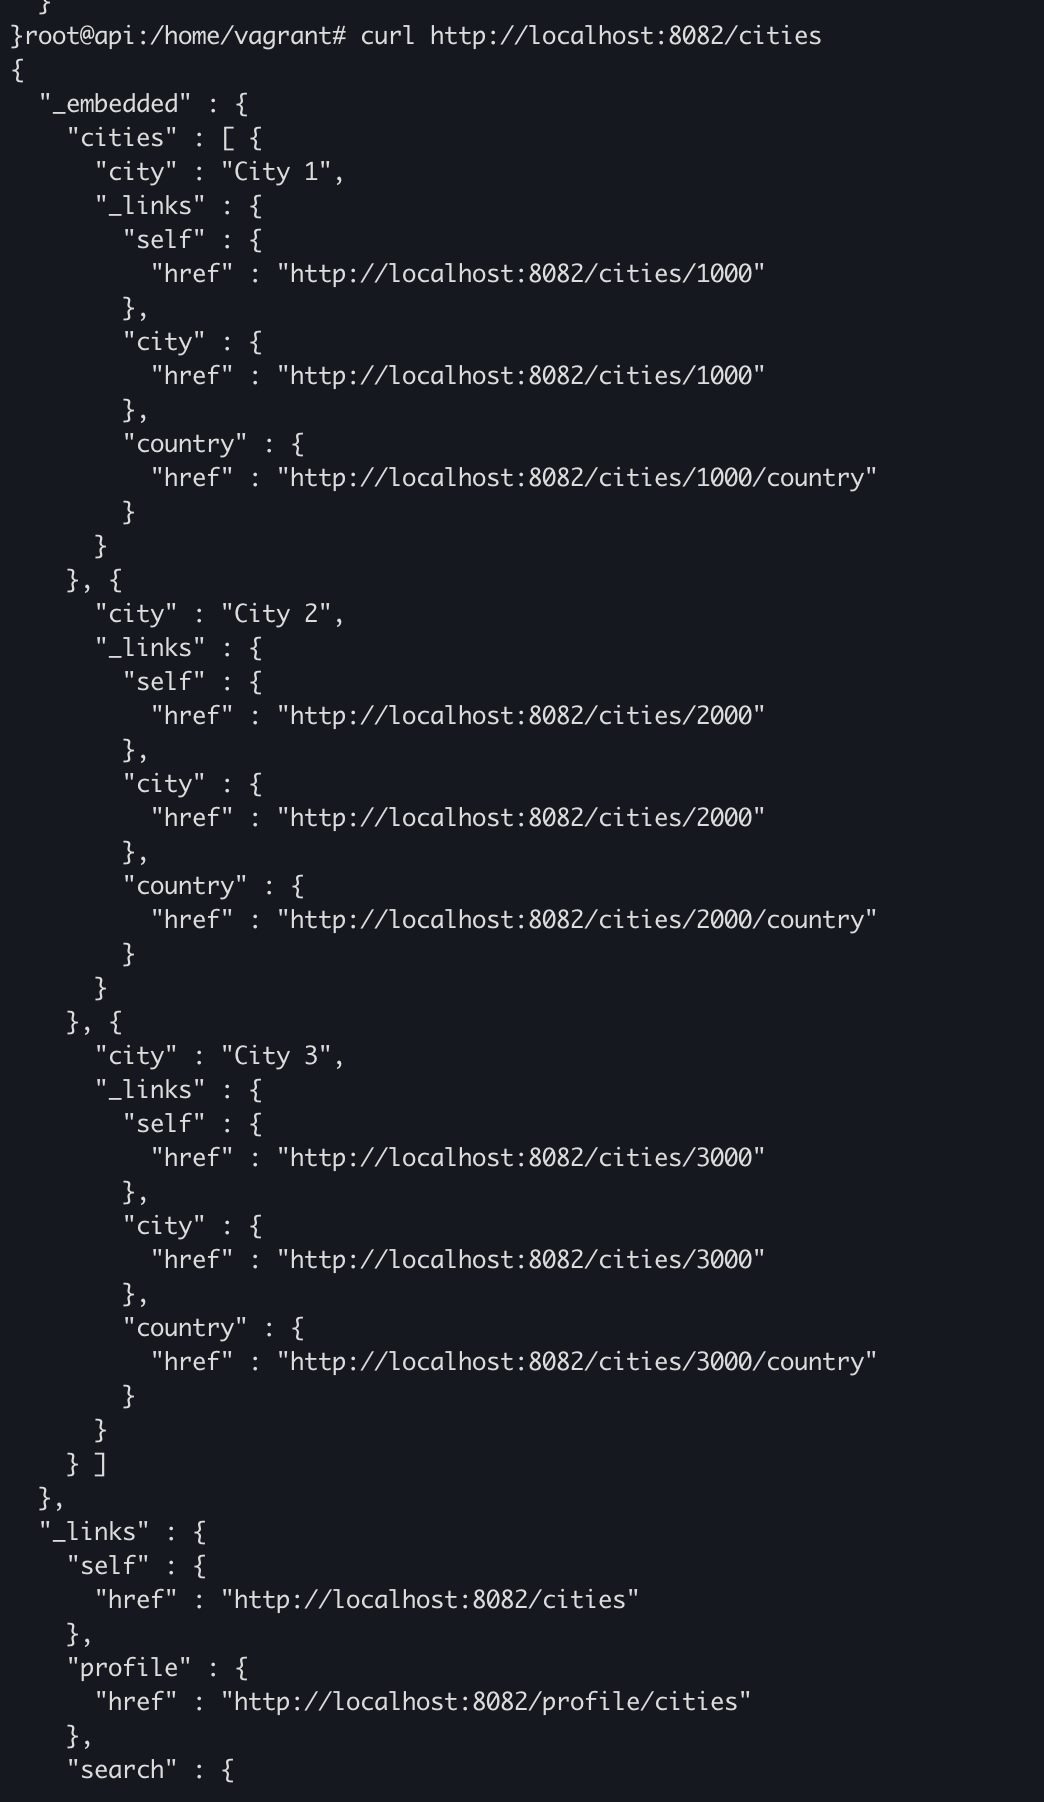 }
}root@api:/home/vagrant# curl http://localhost:8082/cities
{
  "_embedded" : {
    "cities" : [ {
      "city" : "City 1",
      "_links" : {
        "self" : {
          "href" : "http://localhost:8082/cities/1000"
        },
        "city" : {
          "href" : "http://localhost:8082/cities/1000"
        },
        "country" : {
          "href" : "http://localhost:8082/cities/1000/country"
        }
      }
    }, {
      "city" : "City 2",
      "_links" : {
        "self" : {
          "href" : "http://localhost:8082/cities/2000"
        },
        "city" : {
          "href" : "http://localhost:8082/cities/2000"
        },
        "country" : {
          "href" : "http://localhost:8082/cities/2000/country"
        }
      }
    }, {
      "city" : "City 3",
      "_links" : {
        "self" : {
          "href" : "http://localhost:8082/cities/3000"
        },
        "city" : {
          "href" : "http://localhost:8082/cities/3000"
        },
        "country" : {
          "href" : "http://localhost:8082/cities/3000/country"
        }
      }
    } ]
  },
  "_links" : {
    "self" : {
      "href" : "http://localhost:8082/cities"
    },
    "profile" : {
      "href" : "http://localhost:8082/profile/cities"
    },
    "search" : {